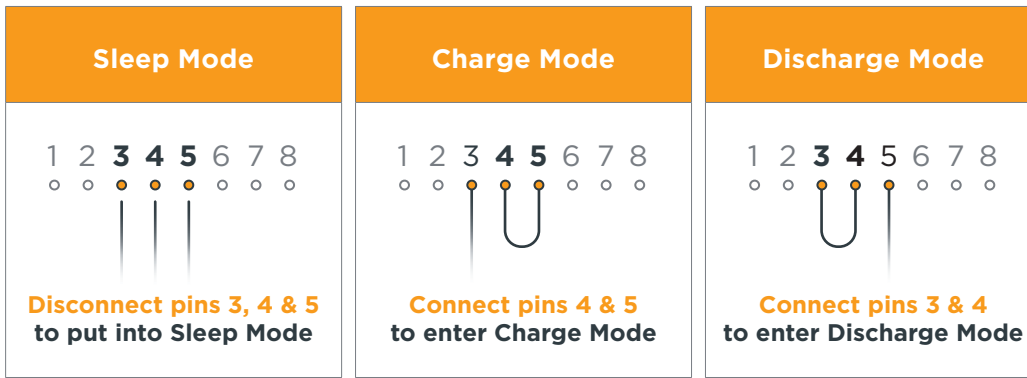 Sleep Mode
1 2 3 4 5 6 7 8
Disconnect pins 3, 4 & 5
to put into Sleep Mode
Charge Mode
1 2 3 4 5 6 7 8
Connect pins 4 & 5
to enter Charge Mode
Discharge Mode
1 2 3 4 5 6 7 8
Connect pins 3 & 4
to enter Discharge Mode